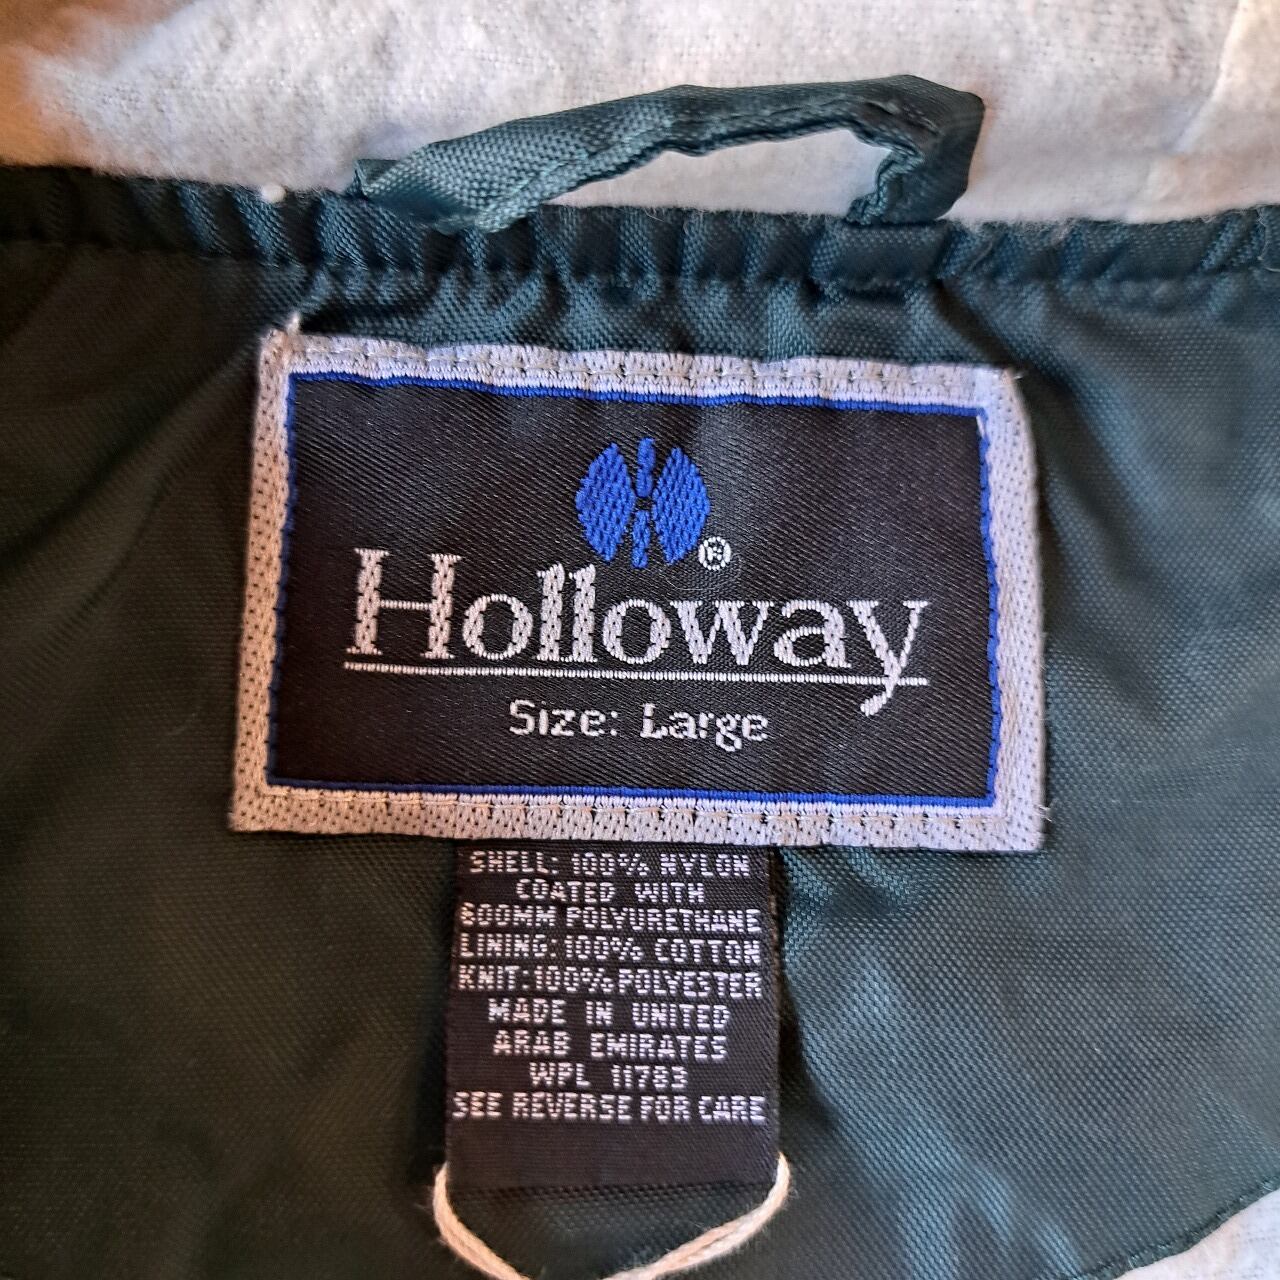 ®
Holloway
Size: Large
SHELL: 100% NYLON
COATED WITH
600MM POLYURETHANE
LINING: 100% COTTON
KNIT: 100% POLYESTER
MADE IN UNITED
ARAB EMIRATES
WPL 11783
SEE REVERSE FOR CARE